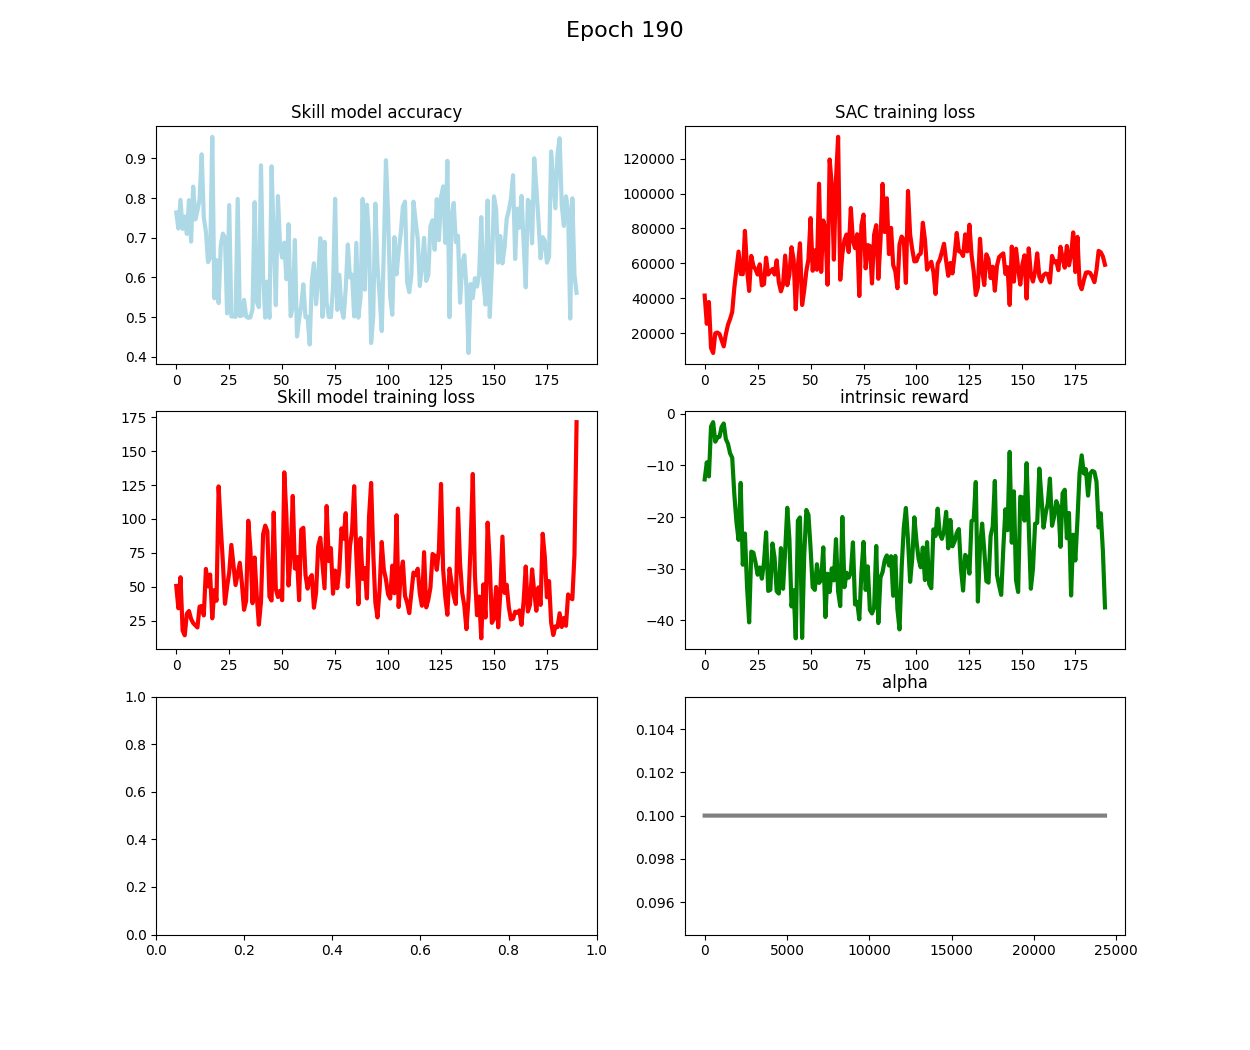 Epoch 190
Skill model accuracy
0.9
0.8
0.7
0.6
0.5
0.4
0 25 50 75 100 125 150 175
SAC training loss
120000
100000
80000
60000
40000
20000
0 25 50 75 100 125 150 175
Skill model training loss
175
150
125
100
75
50
25
0 25 50 75 100 125 150 175
intrinsic reward
0
−10
−20
−30
−40
0 25 50 75 100 125 150 175
1.0
0.8
0.6
0.4
0.2
0.0
0.0 0.2 0.4 0.6 0.8 1.0
alpha
0.104
0.102
0.100
0.098
0.096
0 5000 10000 15000 20000 25000